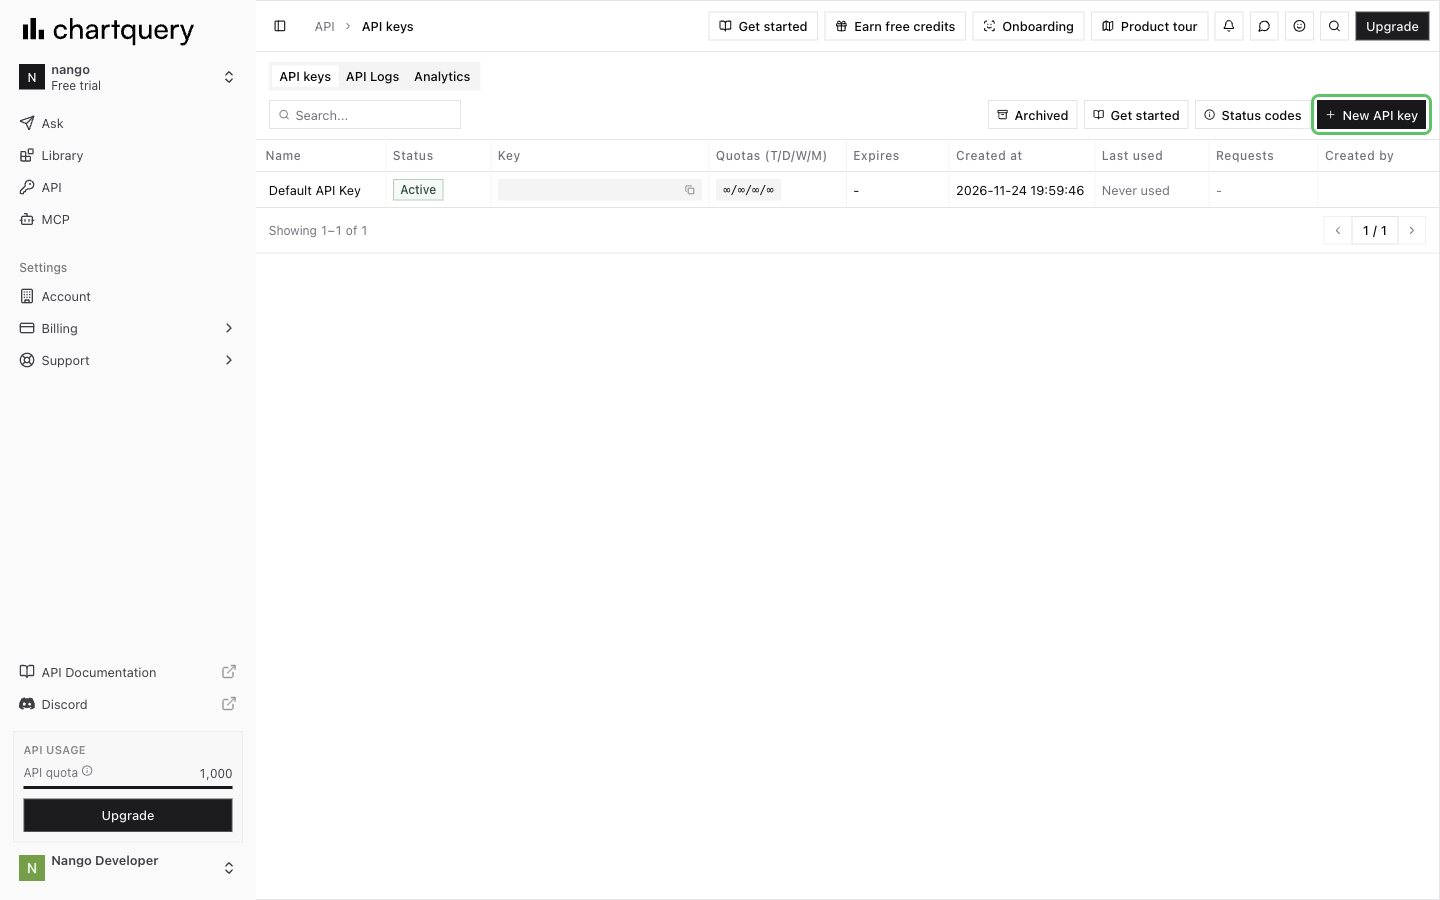 chartquery
API
API keys
Get started
Earn free credits
Onboarding
Product tour
Upgrade
N
nango
Free trial
Ask
Library
API
MCP
Settings
Account
Billing
Support
API Documentation
Discord
API USAGE
API quota
1,000
Upgrade
N
Nango Developer
API keys
API Logs
Analytics
Search...
Archived
Get started
Status codes
New API key
Name Status Key Quotas (T/D/W/M) Expires Created at Last used Requests Created by
Default API Key Active ∞/∞/∞/∞ - 2026-11-24 19:59:46 Never used -
Showing 1–1 of 1
1 / 1